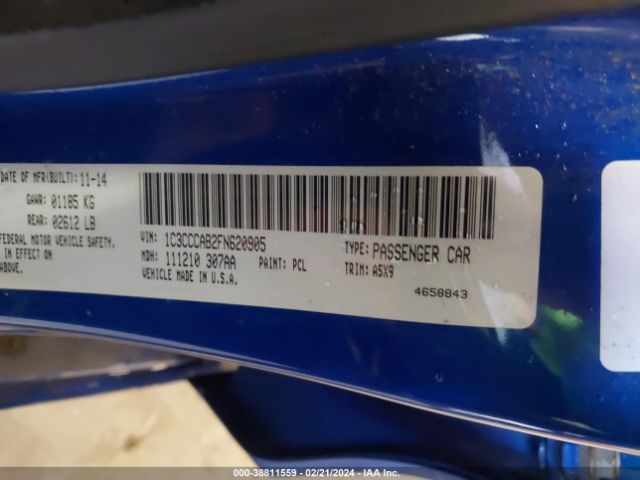 DATE OF MFR(BUILT): 11-14
GAWR: 01185 KG
REAR: 02612 LB
FEDERAL MOTOR VEHICLE SAFETY,
IN EFFECT ON
ABOVE.
VIN: 1C3CCCAB2FN620905
MDH: 111210 307AA PAINT: PCL
VEHICLE MADE IN U.S.A.
TYPE: PASSENGER CAR
TRIM: A5X9
4658843
000-38811559 - 02/21/2024 - IAA Inc.